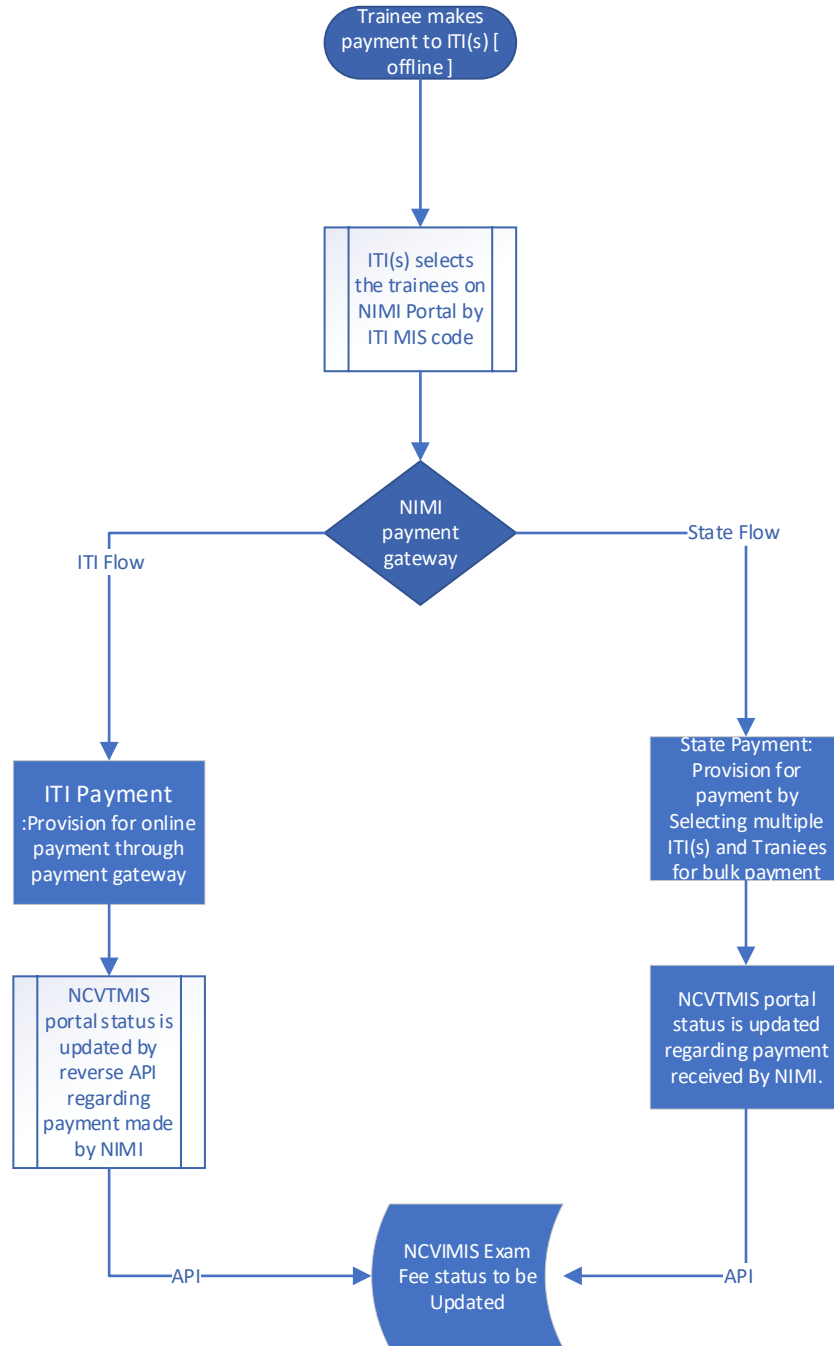 Trainee makes
payment to ITI(s) [
offline ]
ITI(s) selects
the trainees on
NIMI Portal by
ITI MIS code
NIMI
payment
gateway
ITI Flow
State Flow
ITI Payment
:Provision for online
payment through
payment gateway
State Payment:
Provision for
payment by
Selecting multiple
ITI(s) and Traniees
for bulk payment
NCVTMIS
portal status is
updated by
reverse API
regarding
payment made
by NIMI
NCVTMIS portal
status is updated
regarding payment
received By NIMI.
API
NCVIMIS Exam
Fee status to be
Updated
API